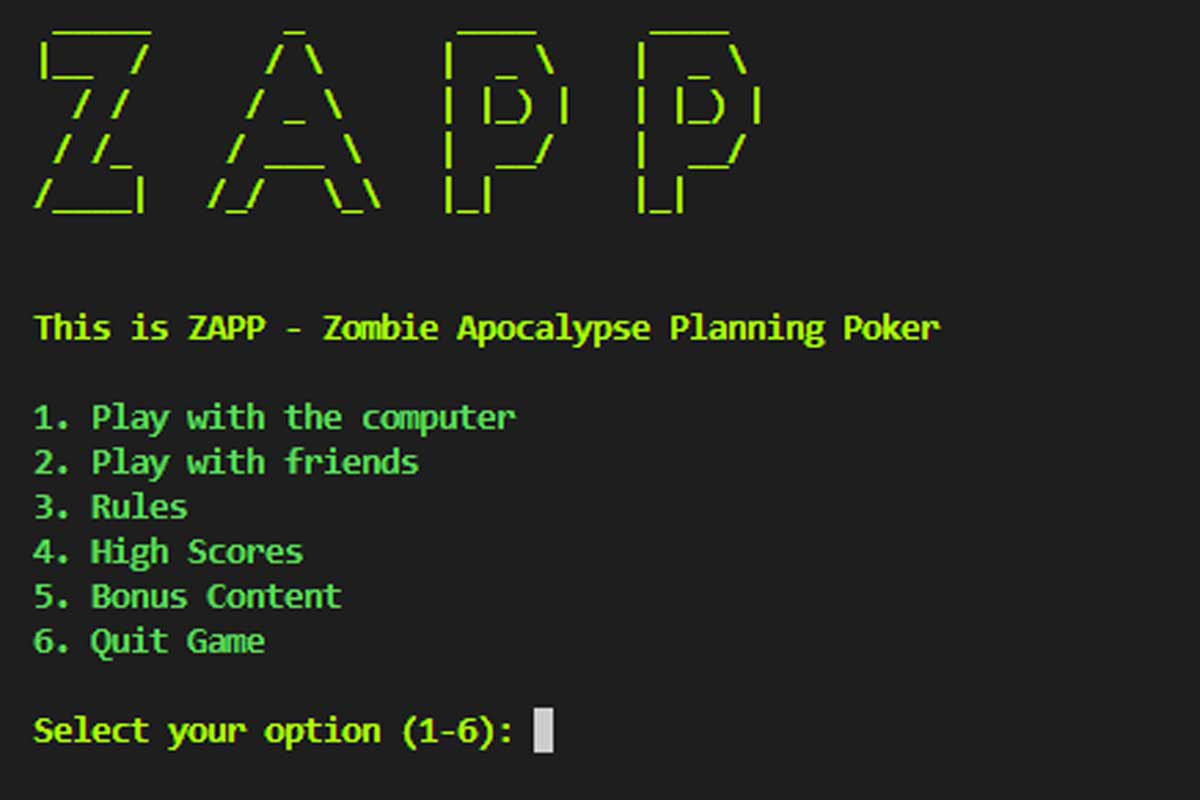 ZAPP
This is ZAPP - Zombie Apocalypse Planning Poker
1. Play with the computer
2. Play with friends
3. Rules
4. High Scores
5. Bonus Content
6. Quit Game
Select your option (1-6):